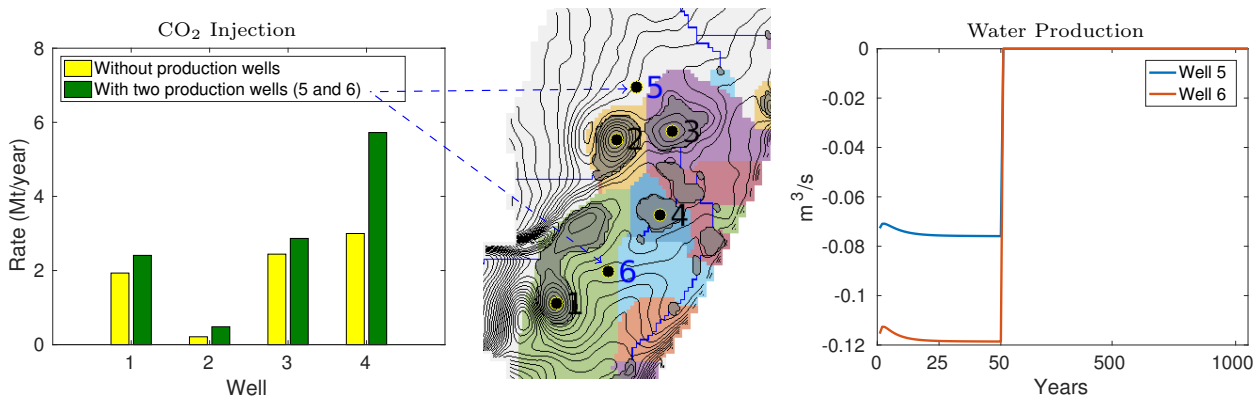 CO₂ Injection
8
6
4
2
0
Rate (Mt/year)
Without production wells
With two production wells (5 and 6)
1
2
3
4
Well
5
2
3
4
6
1
Water Production
0
-0.02
-0.04
-0.06
-0.08
-0.1
-0.12
m³/s
Well 5
Well 6
0
25
50
500
1000
Years